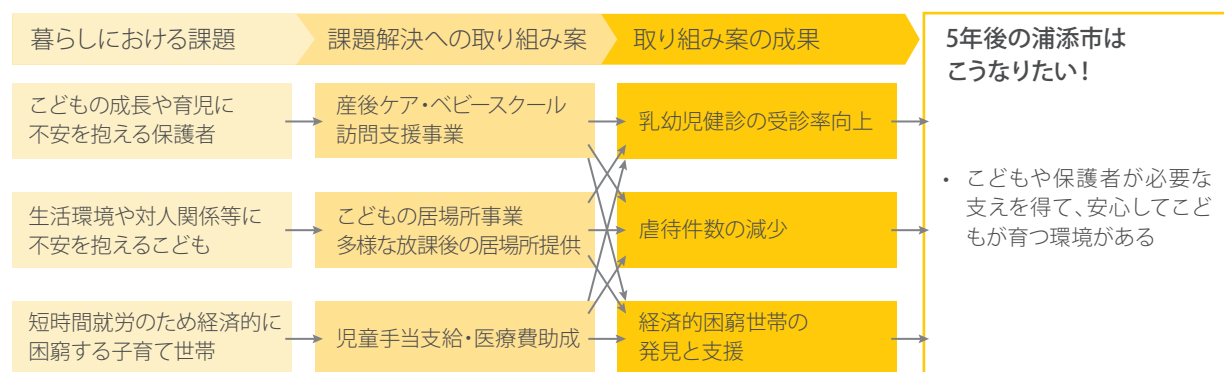 暮らしにおける課題
課題解決への取り組み案
取り組み案の成果
5年後の浦添市は
こうなりたい！
こどもの成長や育児に
不安を抱える保護者
産後ケア・ベビースクール
訪問支援事業
乳幼児健診の受診率向上
生活環境や対人関係等に
不安を抱えるこども
こどもの居場所事業
多様な放課後の居場所提供
虐待件数の減少
短時間就労のため経済的に
困窮する子育て世帯
児童手当支給・医療費助成
経済的困窮世帯の
発見と支援
・ こどもや保護者が必要な
支えを得て、安心してこど
もが育つ環境がある